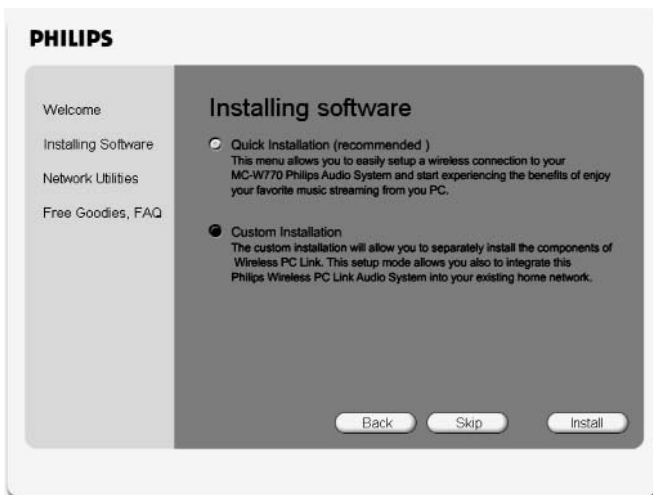 PHILIPS
Welcome
Installing Software
Network Utilities
Free Goodies, FAQ
Installing software
Quick Installation (recommended )
This menu allows you to easily setup a wireless connection to your
MC-W770 Philips Audio System and start experiencing the benefits of enjoy
your favorite music streaming from you PC.
Custom Installation
The custom installation will allow you to separately install the components of
Wireless PC Link. This setup mode allows you also to integrate this
Philips Wireless PC Link Audio System into your existing home network.
Back
Skip
Install